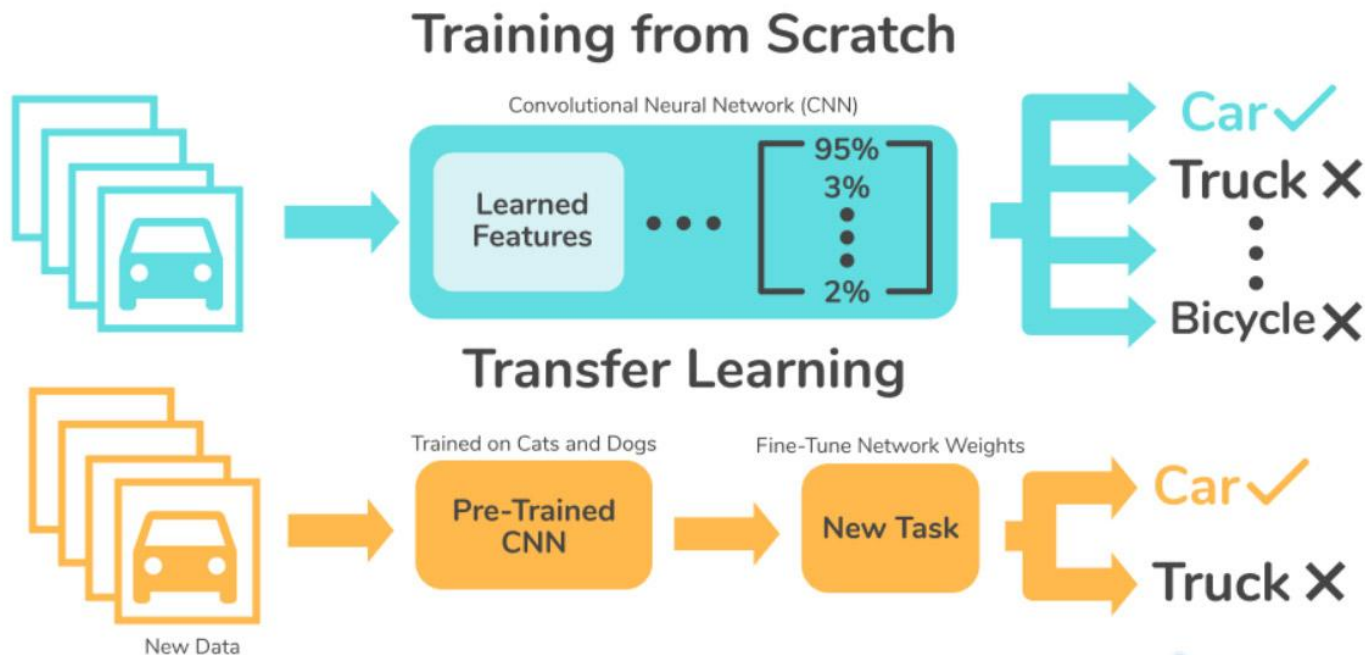 Training from Scratch
Convolutional Neural Network (CNN)
Learned
Features
95%
3%
2%
Car
Truck
Bicycle
Transfer Learning
Trained on Cats and Dogs
Fine-Tune Network Weights
Pre-Trained
CNN
New Task
Car
Truck
New Data